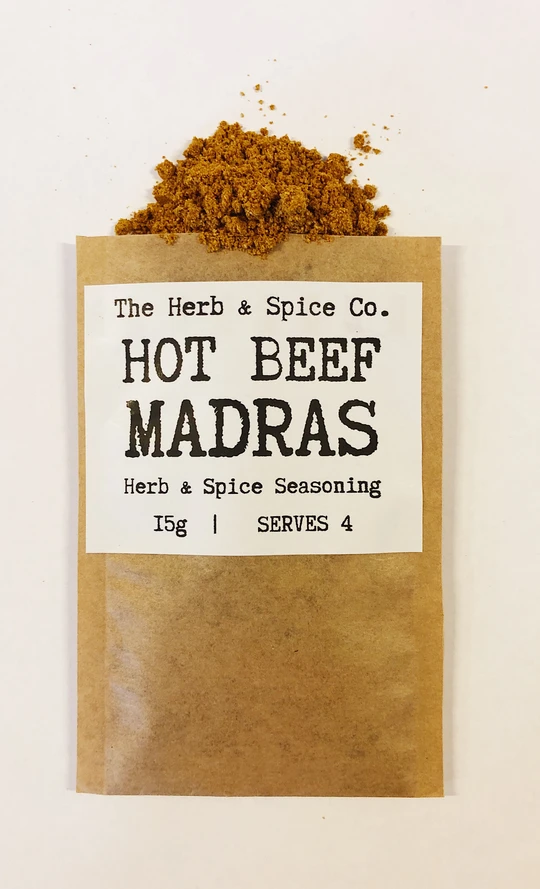 The Herb & Spice Co.
HOT BEEF
MADRAS
Herb & Spice Seasoning
15g | SERVES 4